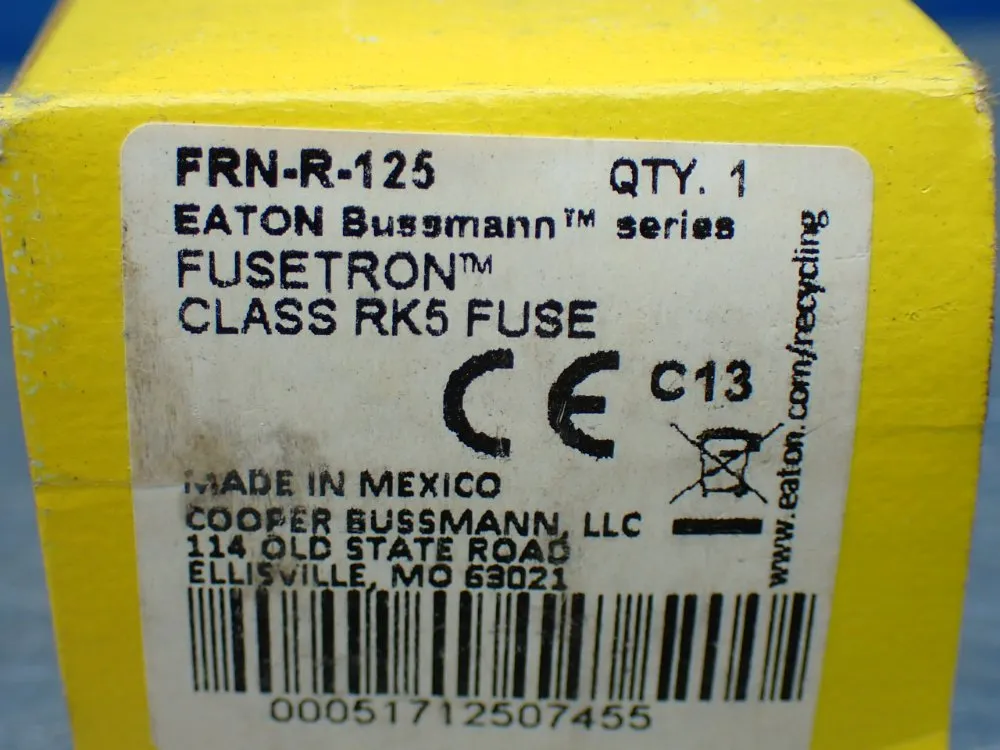 FRN-R-125 QTY. 1
EATON Bussmann™ series
FUSETRON™
CLASS RK5 FUSE
CE C13
MADE IN MEXICO
COOPER BUSSMANN, LLC
114 OLD STATE ROAD
ELLISVILLE, MO 63021
00051712507455
www.eaton.com/recycling